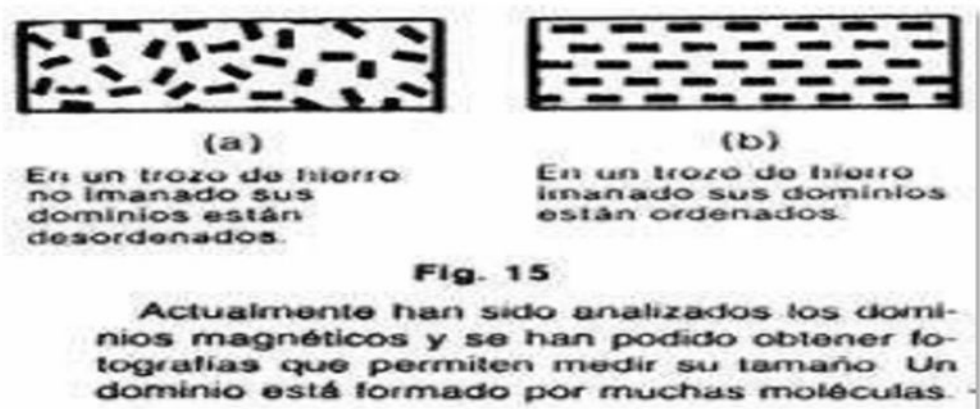 (a)
En un trozo de hierro
no imanado sus
dominios están
desordenados.
(b)
En un trozo de hierro
imanado sus dominios
están ordenados.
Fig. 15
Actualmente han sido analizados los domi-
nios magnéticos y se han podido obtener fo-
tografías que permiten medir su tamaño Un
dominio está formado por muchas moléculas.